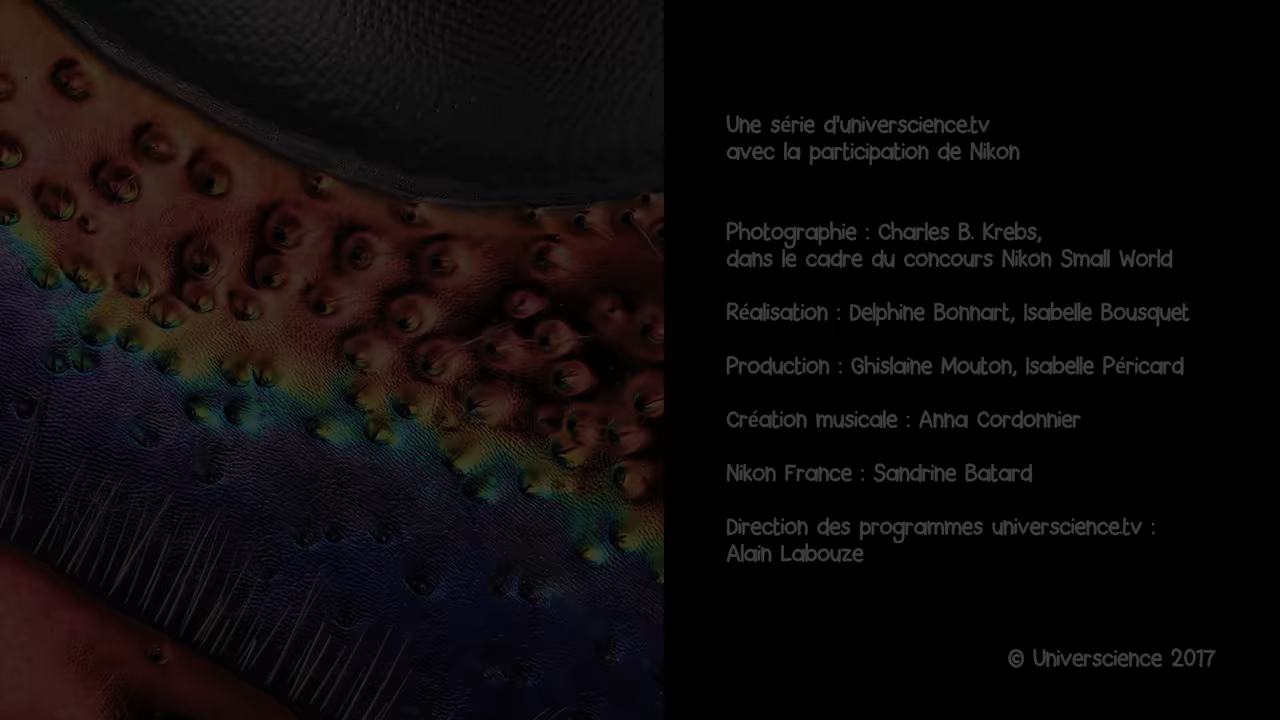 Une série d'universcience.tv
avec la participation de Nikon
Photographie : Charles B. Krebs,
dans le cadre du concours Nikon Small World
Réalisation : Delphine Bonnart, Isabelle Bousquet
Production : Ghislaine Mouton, Isabelle Péricard
Création musicale : Anna Cordonnier
Nikon France : Sandrine Batard
Direction des programmes universcience.tv :
Alain Labouze
© Universcience 2017